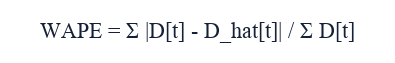 WAPE = Σ |D[t] - D_hat[t]| / Σ D[t]